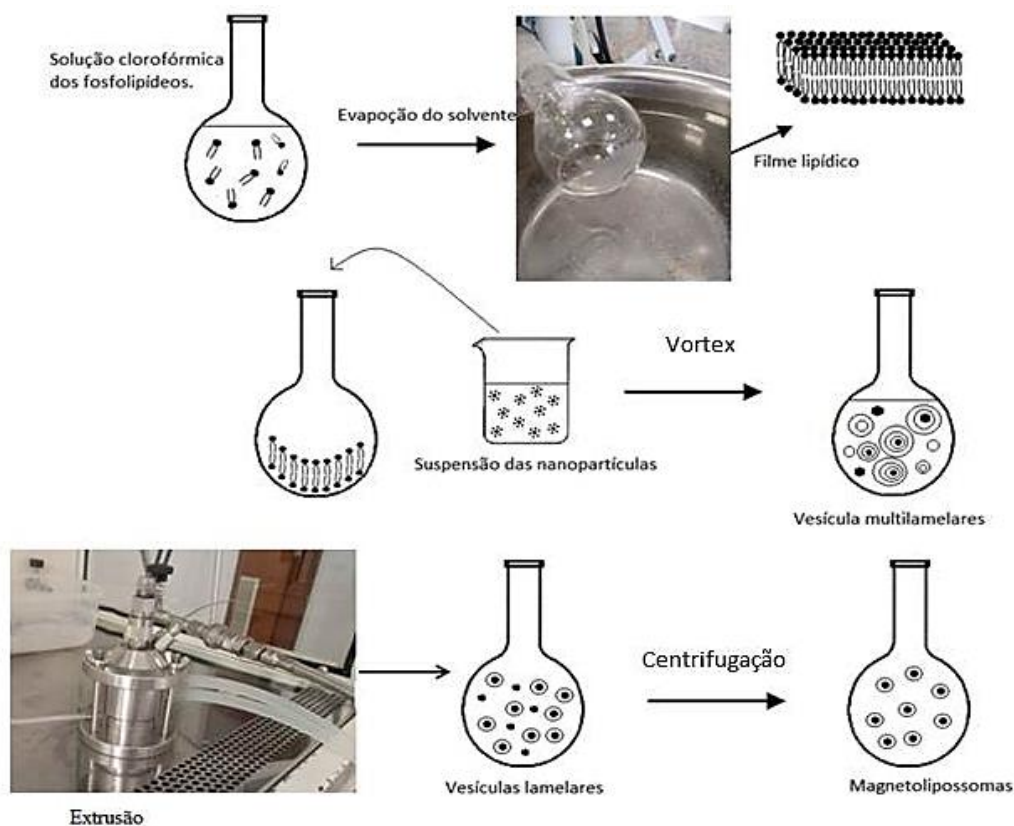 Solução clorofórmica
dos fosfolipídeos.
Evapoção do solvente
Filme lipídico
Vortex
Suspensão das nanopartículas
Vesícula multilamelares
Centrifugação
Vesículas lamelares
Magnetolipossomas
Extrusão